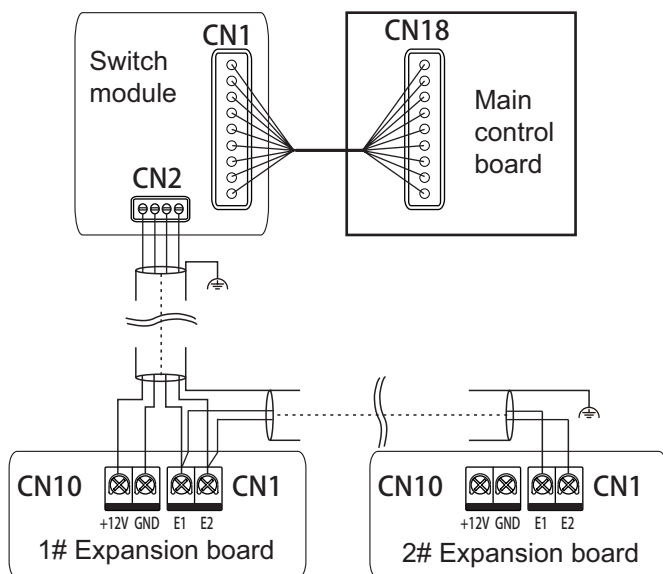 CN1
CN18
Switch
module
Main
control
board
CN2
CN10
CN1
+12V GND E1 E2
1# Expansion board
CN10
CN1
+12V GND E1 E2
2# Expansion board